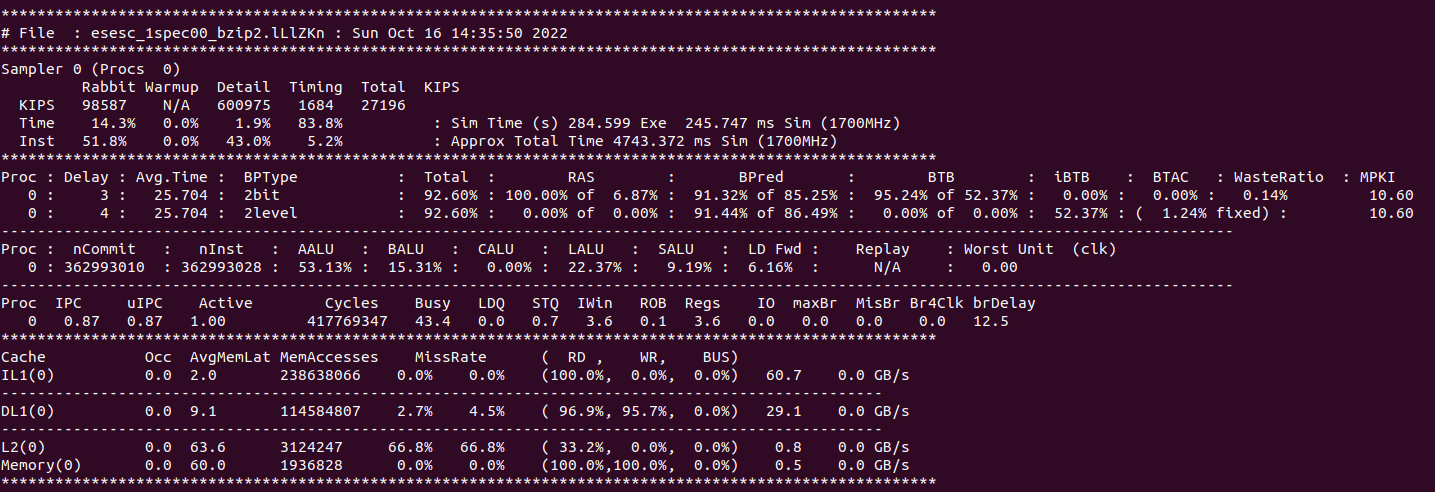 ********************************************************************************************************
# File  : esesc_1spec00_bzip2.lLlZKn : Sun Oct 16 14:35:50 2022
********************************************************************************************************
Sampler 0 (Procs  0)
         Rabbit Warmup  Detail  Timing   Total  KIPS
  KIPS   98587    N/A   600975   1684   27196
  Time    14.3%   0.0%    1.9%  83.8%          : Sim Time (s) 284.599 Exe  245.747 ms Sim (1700MHz)
  Inst   51.8%    0.0%   43.0%   5.2%          : Approx Total Time 4743.372 ms Sim (1700MHz)
********************************************************************************************************
Proc : Delay : Avg.Time :  BPType              :  Total  :        RAS       :      BPred       :        BTB        :  iBTB   :  BTAC   : WasteRatio  : MPKI
   0 :     3 :   25.704 :  2bit                :  92.60% : 100.00% of  6.87% :  91.32% of 85.25% :  95.24% of 52.37% :   0.00% :   0.00% :  0.14%         10.60
   0 :     4 :   25.704 :  2level              :  92.60% :   0.00% of  0.00% :  91.44% of 86.49% :   0.00% of  0.00% :  52.37% : (  1.24% fixed) :         10.60
-----------------------------------------------------------------------------------------------------------------------------------------
Proc :  nCommit   :   nInst   :  AALU   :  BALU   :  CALU   :  LALU   :  SALU   :  LD Fwd :    Replay    : Worst Unit  (clk)
   0 : 362993010  : 362993028 : 53.13% : 15.31% :   0.00% :  22.37% :   9.19% :  6.16%  :      N/A     :   0.00
-----------------------------------------------------------------------------------------------------------------------------------------
Proc  IPC    uIPC    Active        Cycles   Busy   LDQ   STQ  IWin   ROB  Regs    IO  maxBr  MisBr Br4Clk brDelay
   0   0.87   0.87   1.00         417769347   43.4   0.0   0.7   3.6   0.1   3.6   0.0   0.0   0.0    0.0   12.5
********************************************************************************************************
Cache           Occ  AvgMemLat MemAccesses    MissRate      (  RD ,    WR,    BUS)
IL1(0)          0.0  2.0       238638066    0.0%    0.0%    (100.0%,  0.0%,  0.0%)   60.7    0.0 GB/s
--------------------------------------------------------------------------------------------------
DL1(0)          0.0  9.1       114584807    2.7%    4.5%    ( 96.9%, 95.7%,  0.0%)   29.1    0.0 GB/s
--------------------------------------------------------------------------------------------------
L2(0)           0.0  63.6      3124247     66.8%   66.8%    ( 33.2%,  0.0%,  0.0%)    0.8    0.0 GB/s
Memory(0)       0.0  60.0      1936828      0.0%    0.0%    (100.0%,100.0%,  0.0%)    0.5    0.0 GB/s
********************************************************************************************************